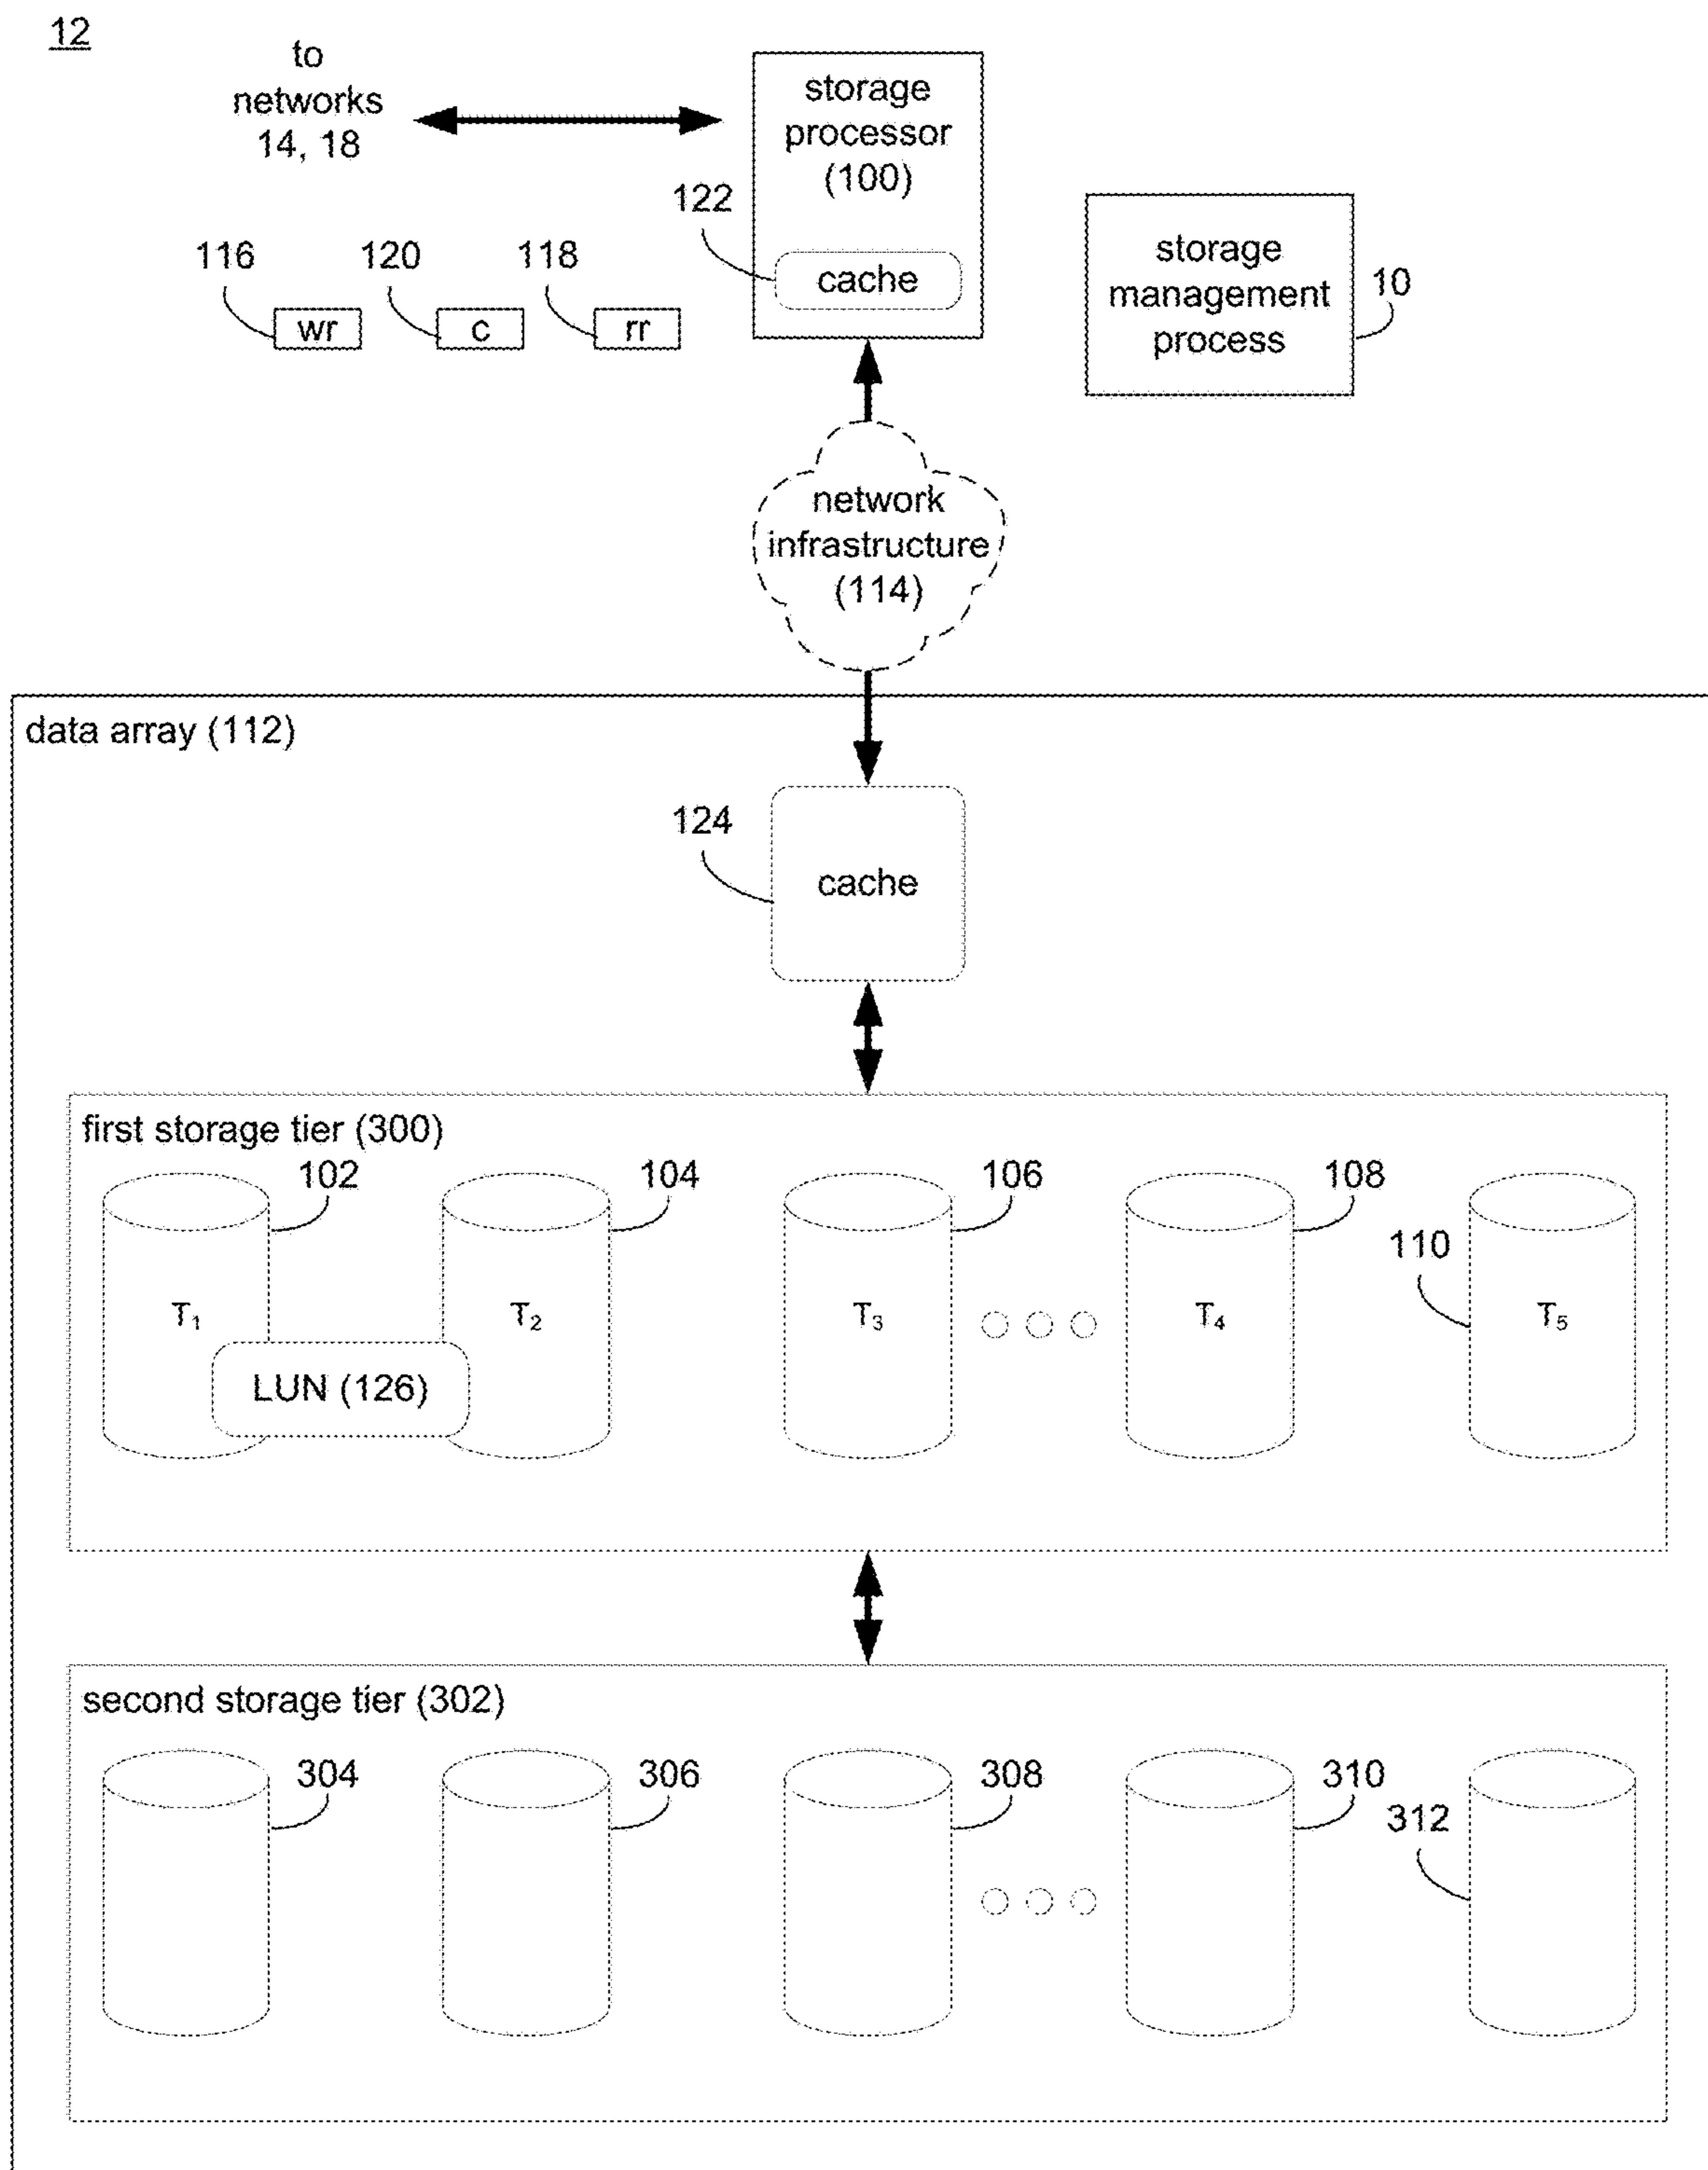 12
to
networks
14, 18
storage
processor
(100)
122
cache
116
120
118
wr
c
rr
storage
management
process
10
network
infrastructure
(114)
data array (112)
124
cache
first storage tier (300)
102
104
106
108
110
T₁
T₂
T₃
T₄
T₅
LUN (126)
second storage tier (302)
304
306
308
310
312